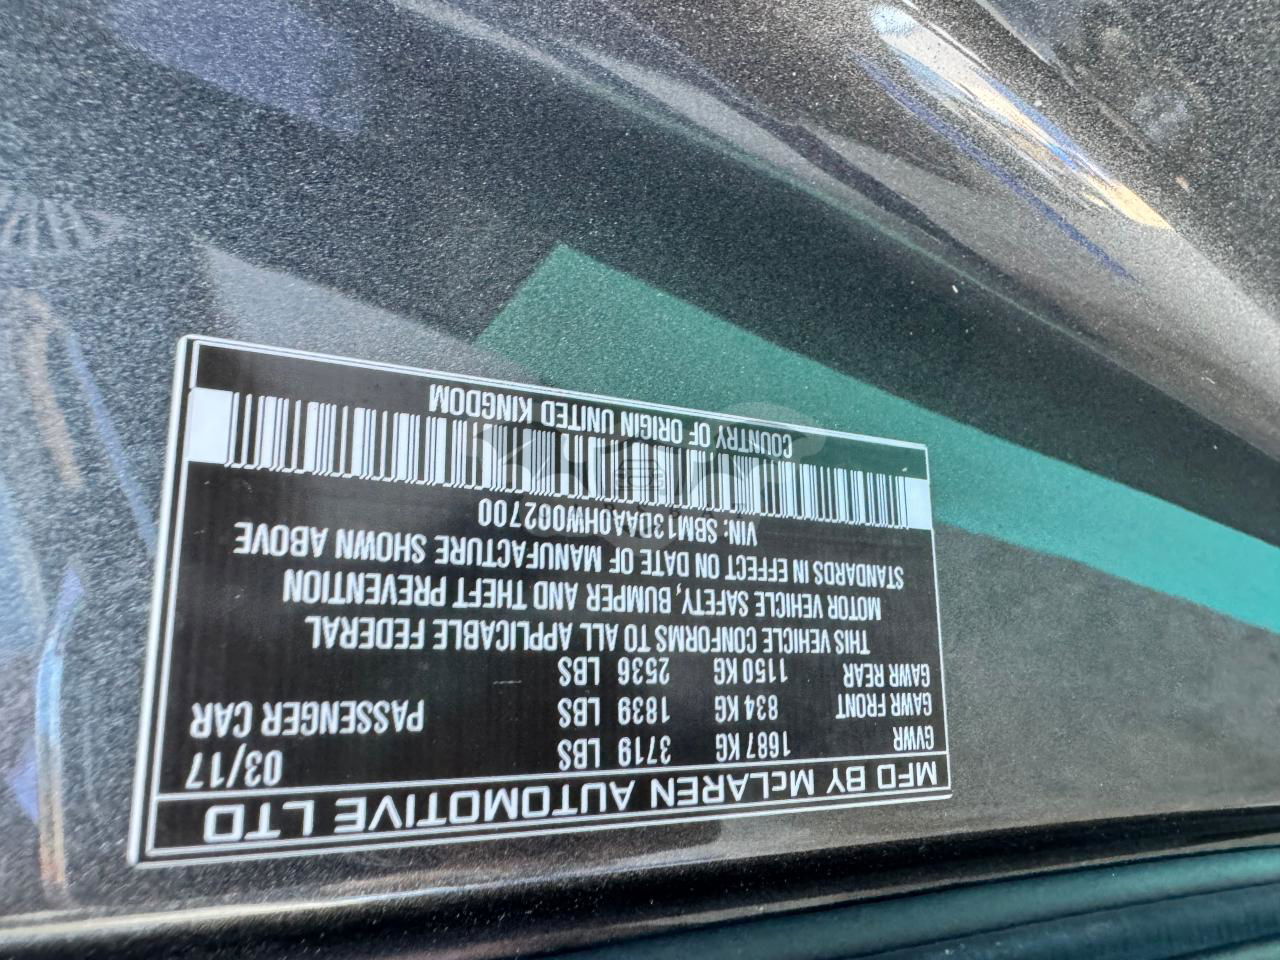 MFD BY McLAREN AUTOMOTIVE LTD
GVWR 1687 KG 3719 LBS 03/17
GAWR FRONT 834 KG 1839 LBS PASSENGER CAR
GAWR REAR 1150 KG 2536 LBS
THIS VEHICLE CONFORMS TO ALL APPLICABLE FEDERAL
MOTOR VEHICLE SAFETY, BUMPER AND THEFT PREVENTION
STANDARDS IN EFFECT ON DATE OF MANUFACTURE SHOWN ABOVE
VIN: SBM13DAA0HW002700
COUNTRY OF ORIGIN UNITED KINGDOM